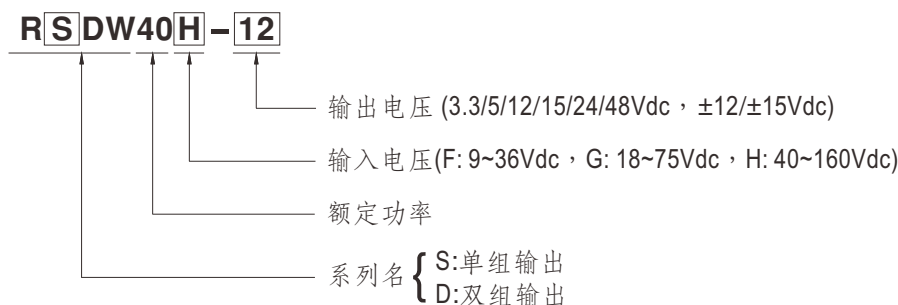 RSDW40H-12
输出电压 (3.3/5/12/15/24/48Vdc，±12/±15Vdc)
输入电压(F: 9~36Vdc，G: 18~75Vdc，H: 40~160Vdc)
额定功率
系列名{S:单组输出
D:双组输出